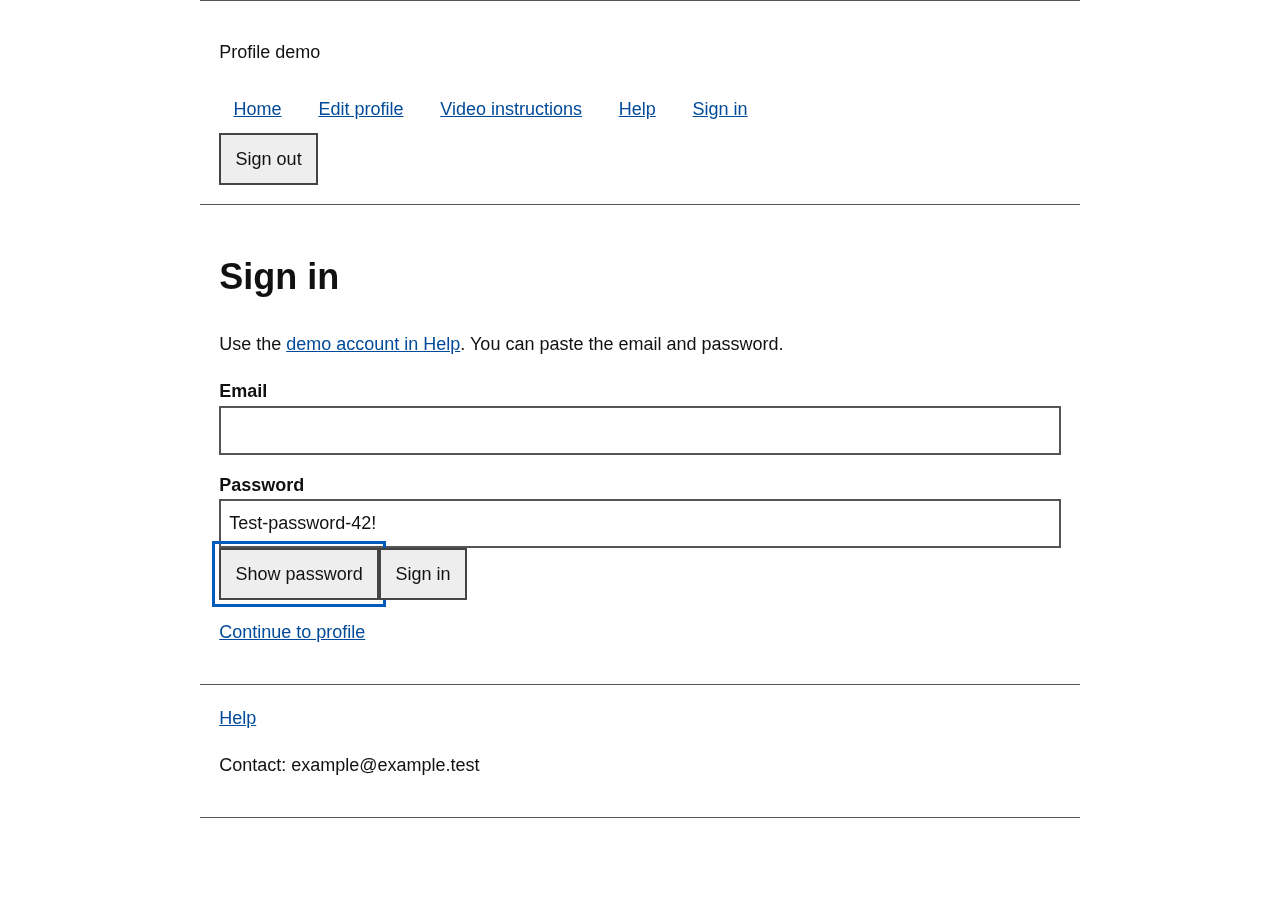 Profile demo
Home Edit profile Video instructions Help Sign in
Sign out
Sign in
Use the demo account in Help. You can paste the email and password.
Email
Password
Test-password-42!
Show password Sign in
Continue to profile
Help
Contact: example@example.test